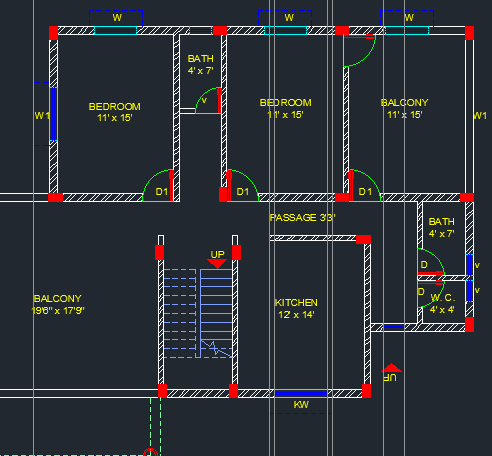 W
W
W
BATH
4' x 7'
BEDROOM
11' x 15'
v
BEDROOM
11' x 15'
BALCONY
11' x 15'
W1
W1
D1
D1
D1
PASSAGE 3'3"
BATH
4' x 7'
UP
D
v
D
W.C.
4' x 4'
v
BALCONY
19'6" x 17'9"
KITCHEN
12' x 14'
UP
KW